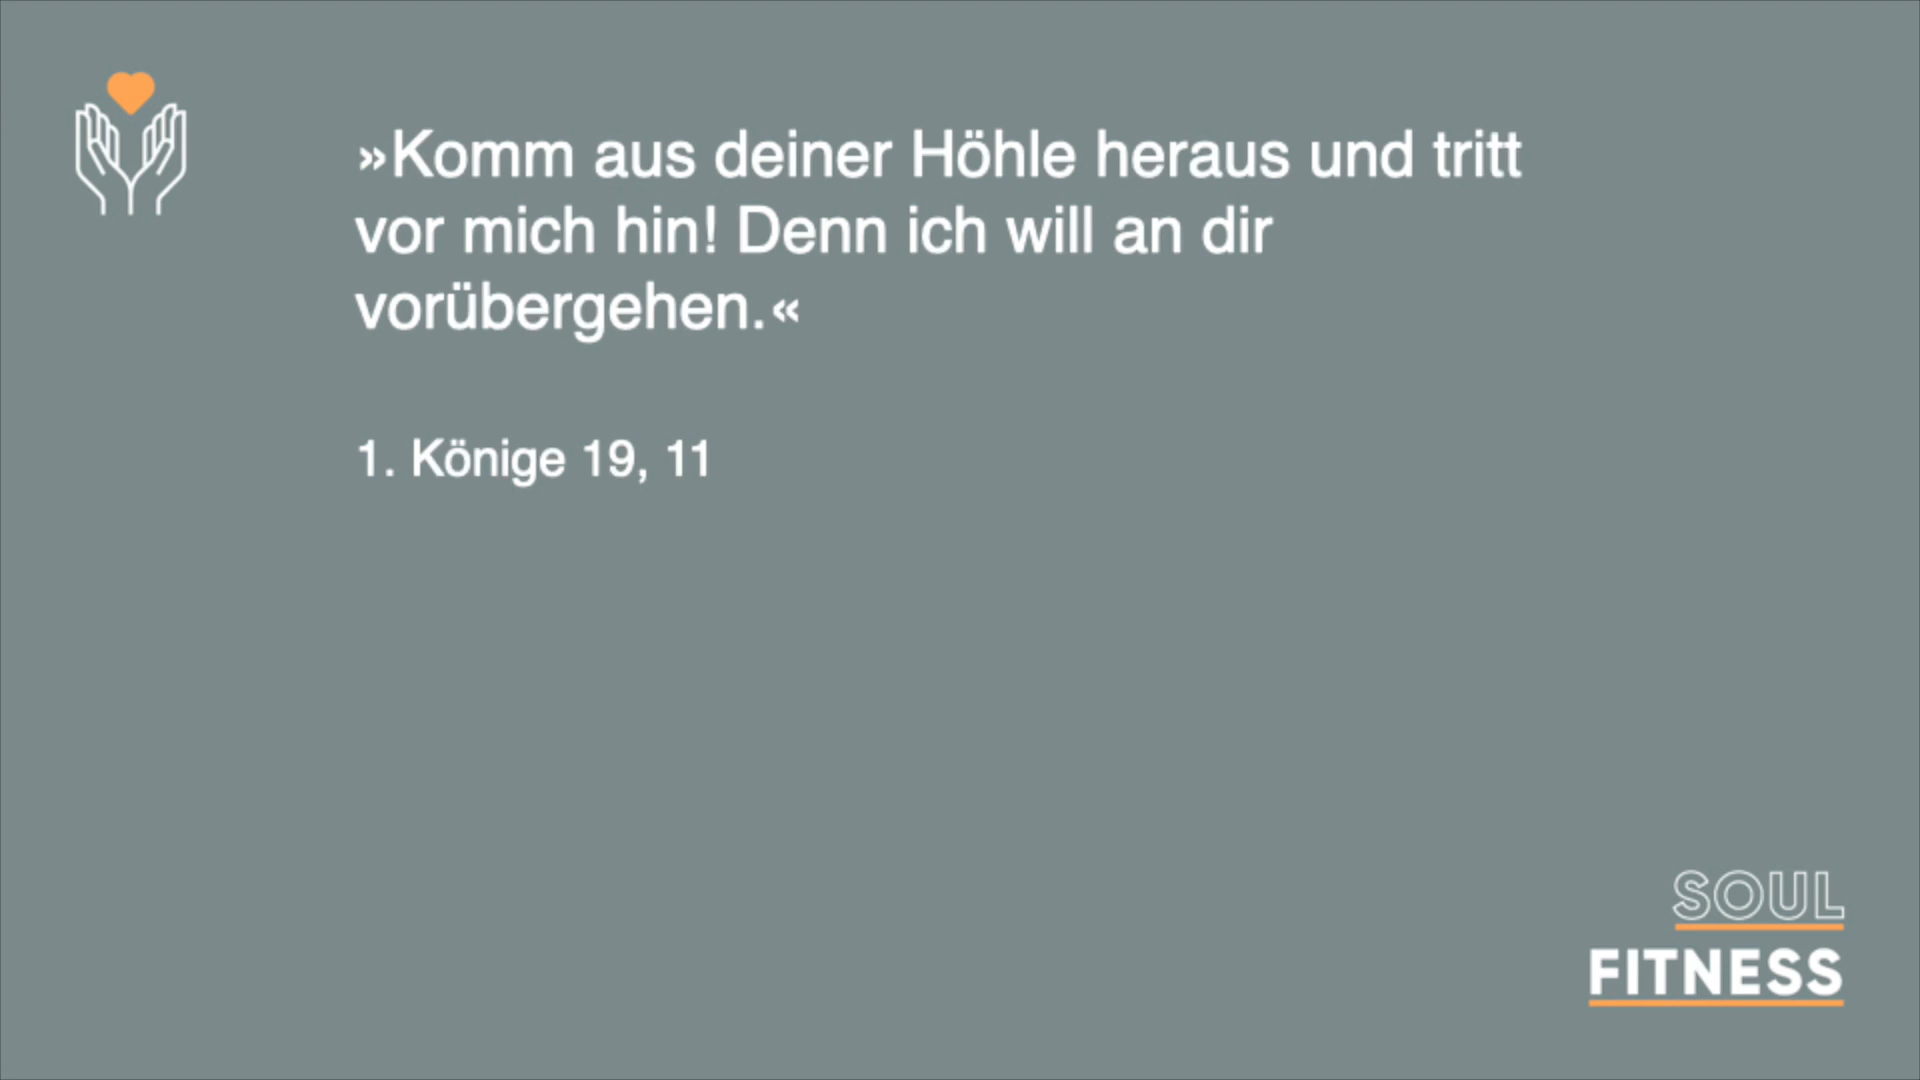 »Komm aus deiner Höhle heraus und tritt
vor mich hin! Denn ich will an dir
vorübergehen.«
1. Könige 19, 11
SOUL
FITNESS